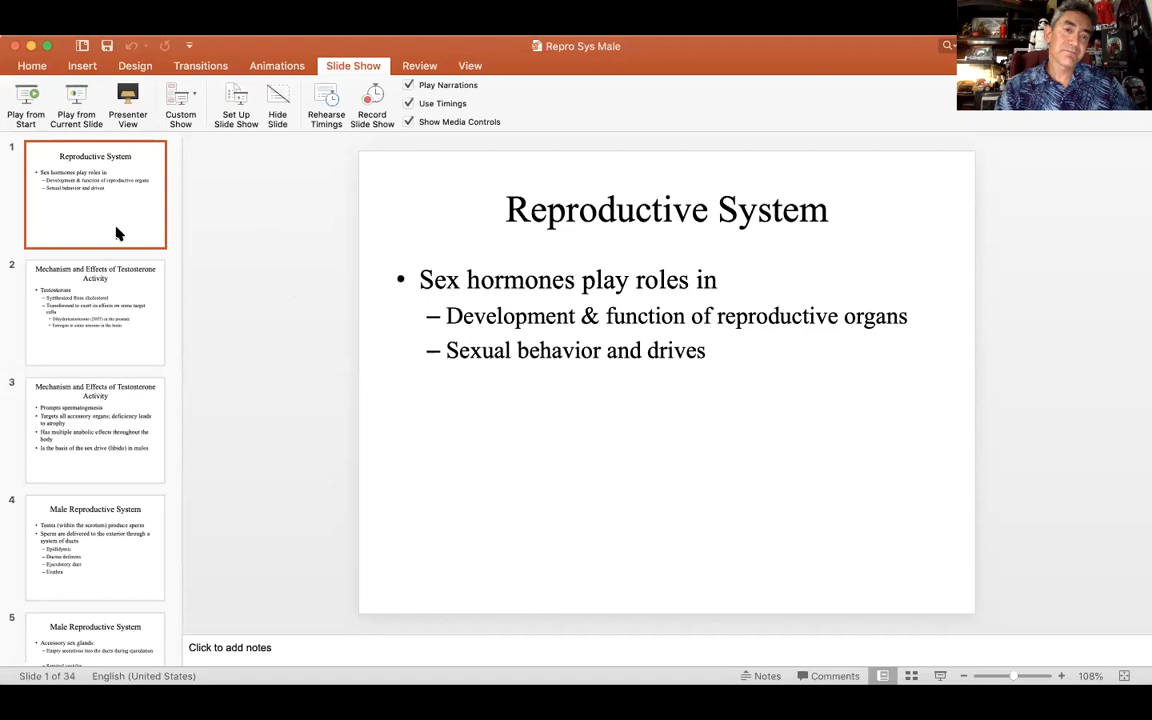 Repro Sys Male
Home Insert Design Transitions Animations Slide Show Review View
Play from Start
Play from Current Slide
Presenter View
Custom Show
Set Up Slide Show
Hide Slide
Rehearse Timings
Record Slide Show
Play Narrations
Use Timings
Show Media Controls
1
Reproductive System
• Sex hormones play roles in
– Development & function of reproductive organs
– Sexual behavior and drives
2
Mechanism and Effects of Testosterone
Activity
• Testosterone
– Synthesized from cholesterol
– Transformed to exert its effects on some target
cells
• Dihydrotestosterone (DHT) in the prostate
• Estrogen in some neurons in the brain
3
Mechanism and Effects of Testosterone
Activity
• Prompts spermatogenesis
• Targets all accessory organs; deficiency leads
to atrophy
• Has multiple anabolic effects throughout the
body
• Is the basis of the sex drive (libido) in males
4
Male Reproductive System
• Testes (within the scrotum) produce sperm
• Sperm are delivered to the exterior through a
system of ducts
– Epididymis
– Ductus deferens
– Ejaculatory duct
– Urethra
5
Male Reproductive System
• Accessory sex glands:
– Empty secretions into the ducts during ejaculation
Reproductive System
• Sex hormones play roles in
– Development & function of reproductive organs
– Sexual behavior and drives
Click to add notes
Slide 1 of 34 English (United States) Notes Comments 108%